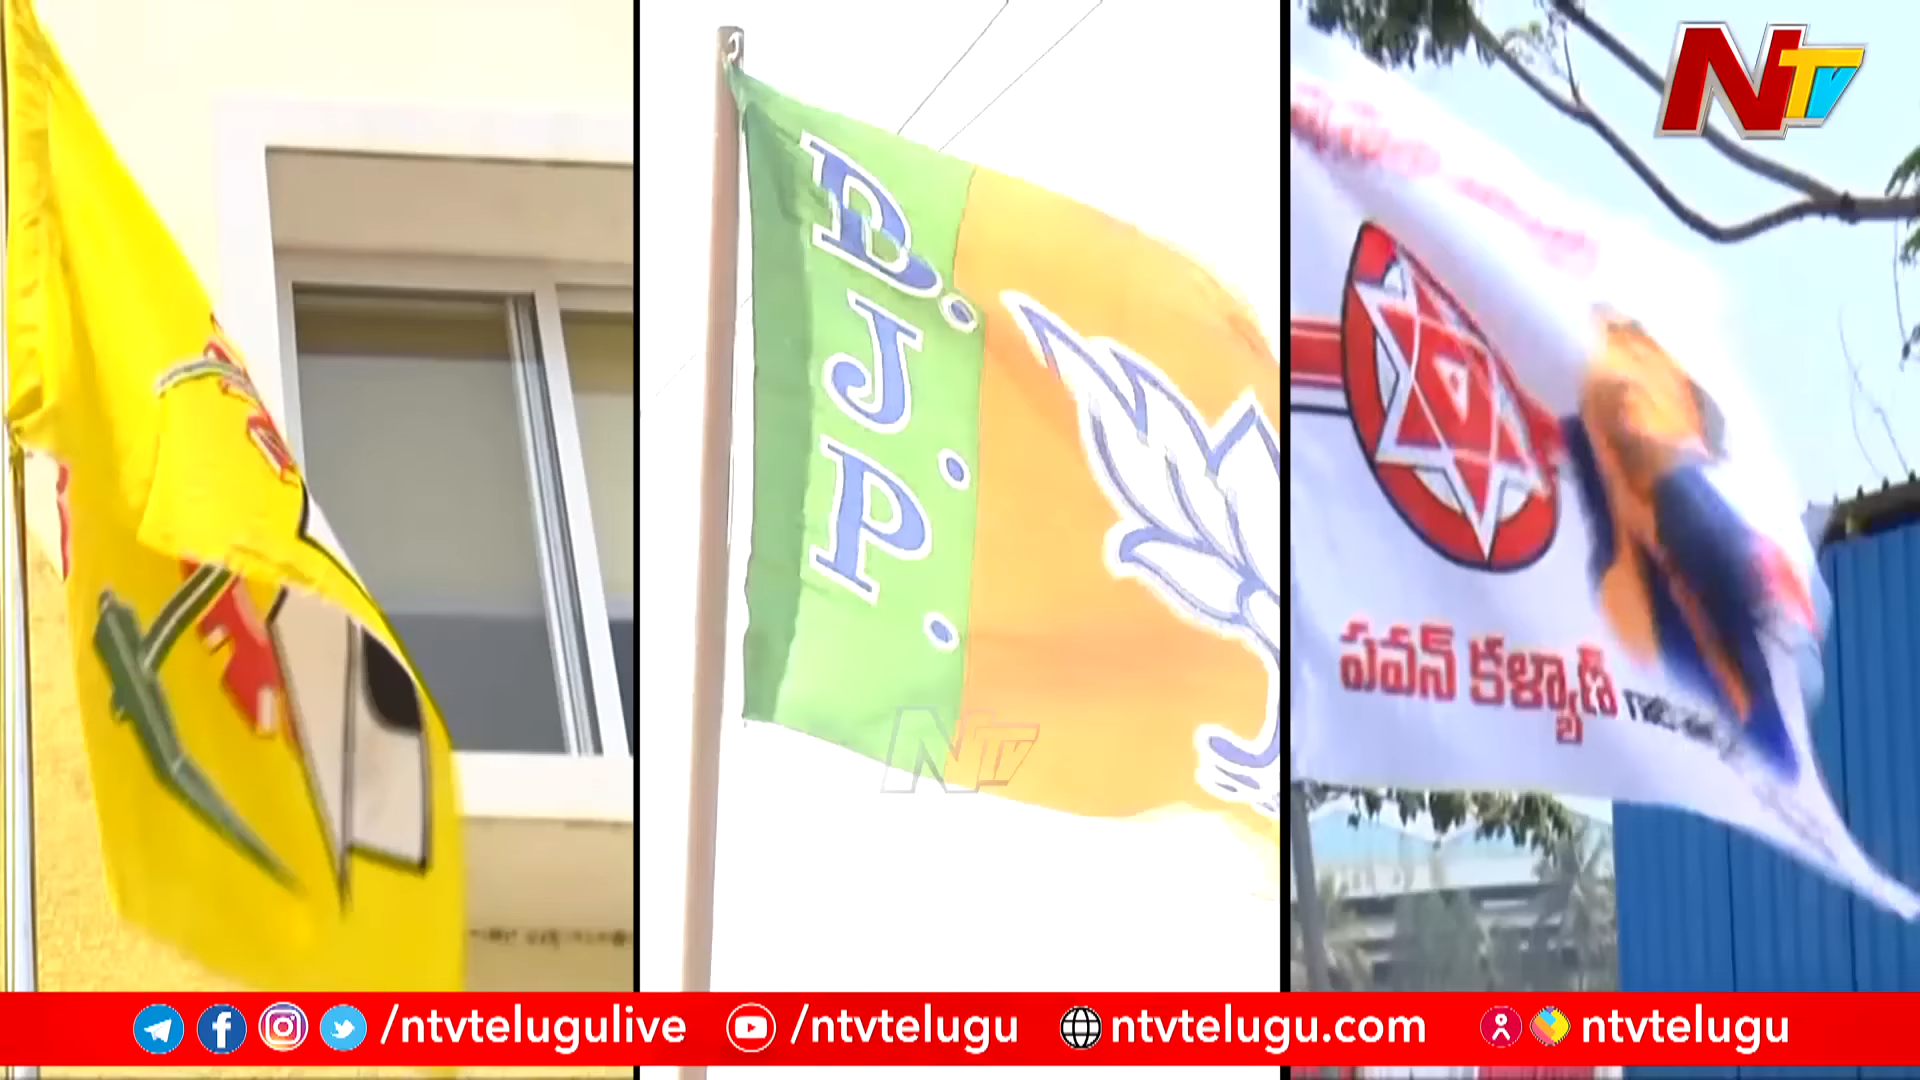 NTV
B.
J.
P.
NTV
పవన్ కళ్యాణ్
/ntvtelugulive
/ntvtelugu
ntvtelugu.com
ntvtelugu